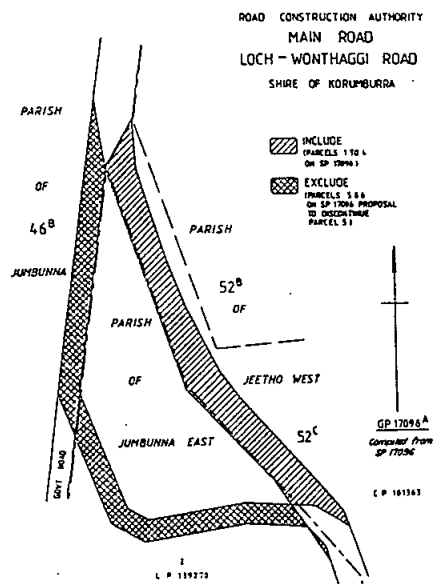 ROAD CONSTRUCTION AUTHORITY
MAIN ROAD
LOCH-WONTHAGGI ROAD
SHIRE OF KORUMBURRA
INCLUDE
(PARCELS 1 TO 4
ON SP 17096)
EXCLUDE
(PARCELS 5 & 6
ON SP 17096 PROPOSAL
TO DISCONTINUE
PARCEL 5)
PARISH
OF
46B
JUMBUNNA
PARISH
52B
OF
JEETHO WEST
52C
PARISH
OF
JUMBUNNA EAST
GOVT ROAD
GP 17096A
Compiled from
SP 17096
C P 161363
2
L P 139273